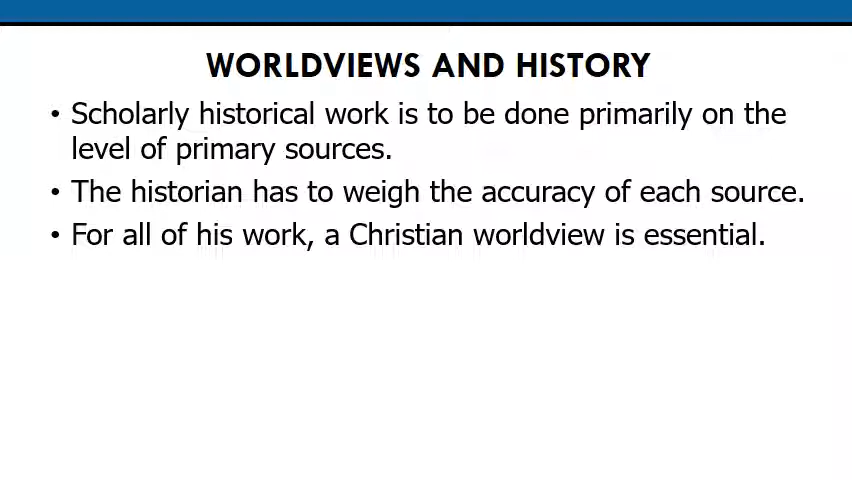 WORLDVIEWS AND HISTORY
• Scholarly historical work is to be done primarily on the
level of primary sources.
• The historian has to weigh the accuracy of each source.
• For all of his work, a Christian worldview is essential.